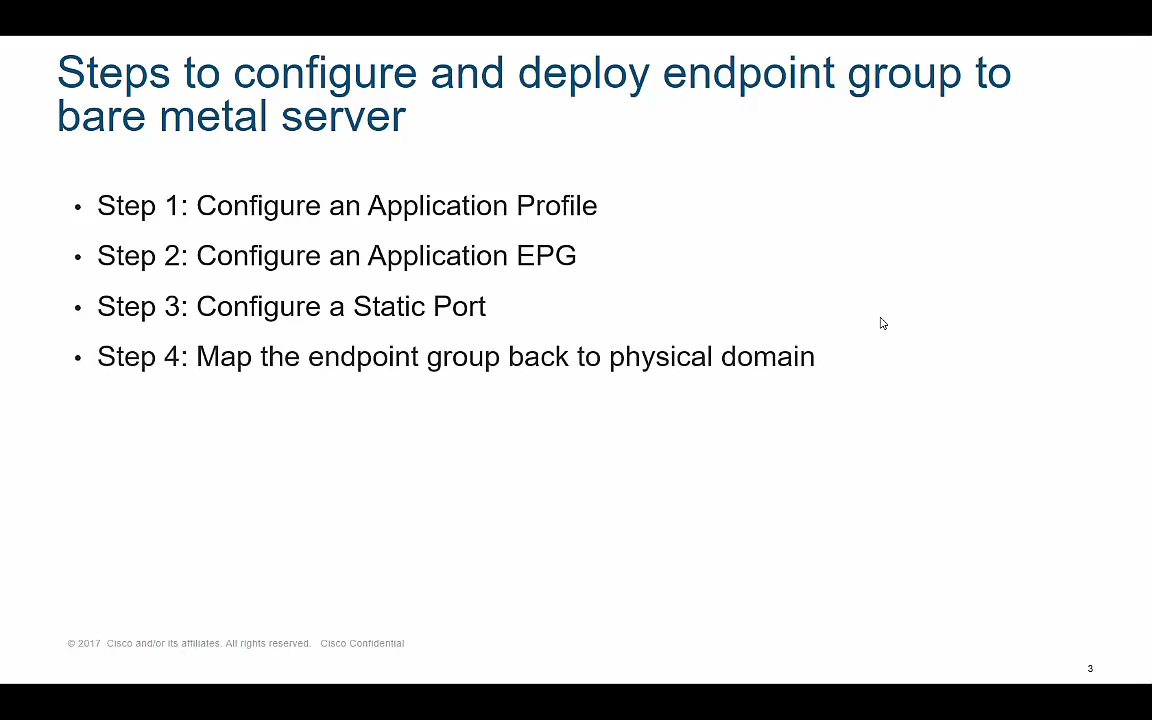 Steps to configure and deploy endpoint group to
bare metal server
• Step 1: Configure an Application Profile
• Step 2: Configure an Application EPG
• Step 3: Configure a Static Port
• Step 4: Map the endpoint group back to physical domain
© 2017 Cisco and/or its affiliates. All rights reserved. Cisco Confidential
3